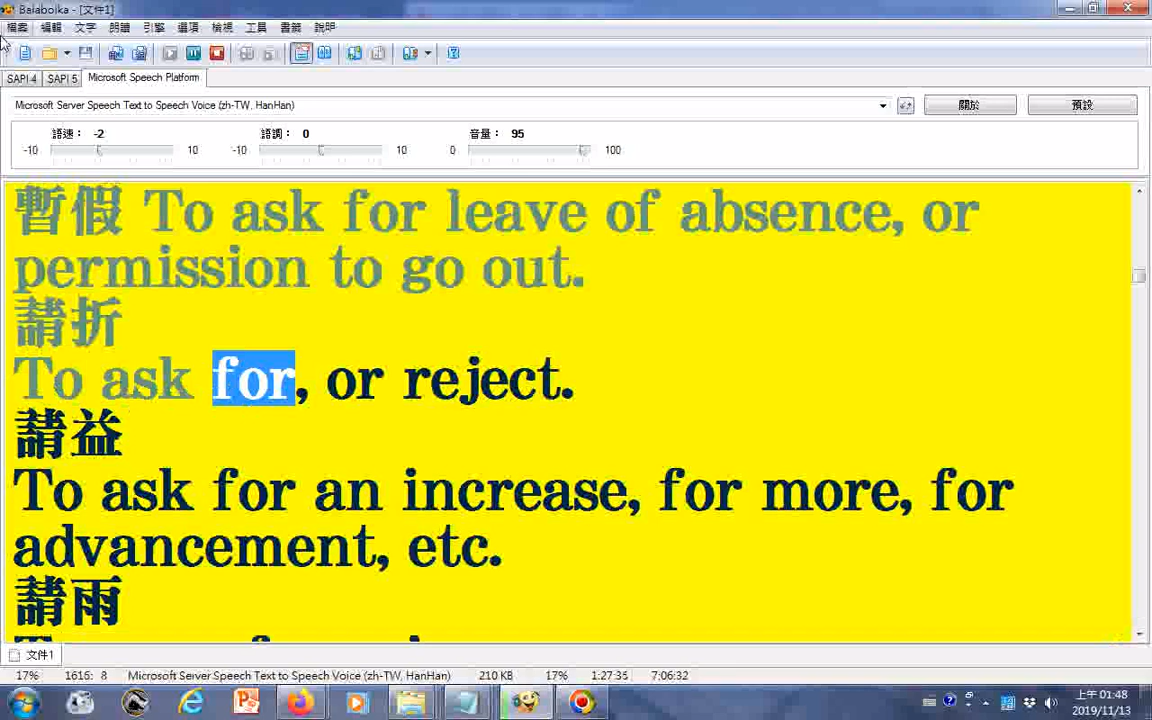 Balabolka - [文件1]
檔案 編輯 文字 朗讀 引擎 選項 檢視 工具 書籤 說明
SAPI 4 SAPI 5 Microsoft Speech Platform
Microsoft Server Speech Text to Speech Voice (zh-TW, HanHan) 關於 預設
語速： -2 語調： 0 音量： 95
-10 10 -10 10 0 100
暫假 To ask for leave of absence, or
permission to go out.
請折
To ask for, or reject.
請益
To ask for an increase, for more, for
advancement, etc.
請雨
文件1
17% 1616: 8 Microsoft Server Speech Text to Speech Voice (zh-TW, HanHan) 210 KB 17% 1:27:35 7:06:32
上午 01:48
2019/11/13